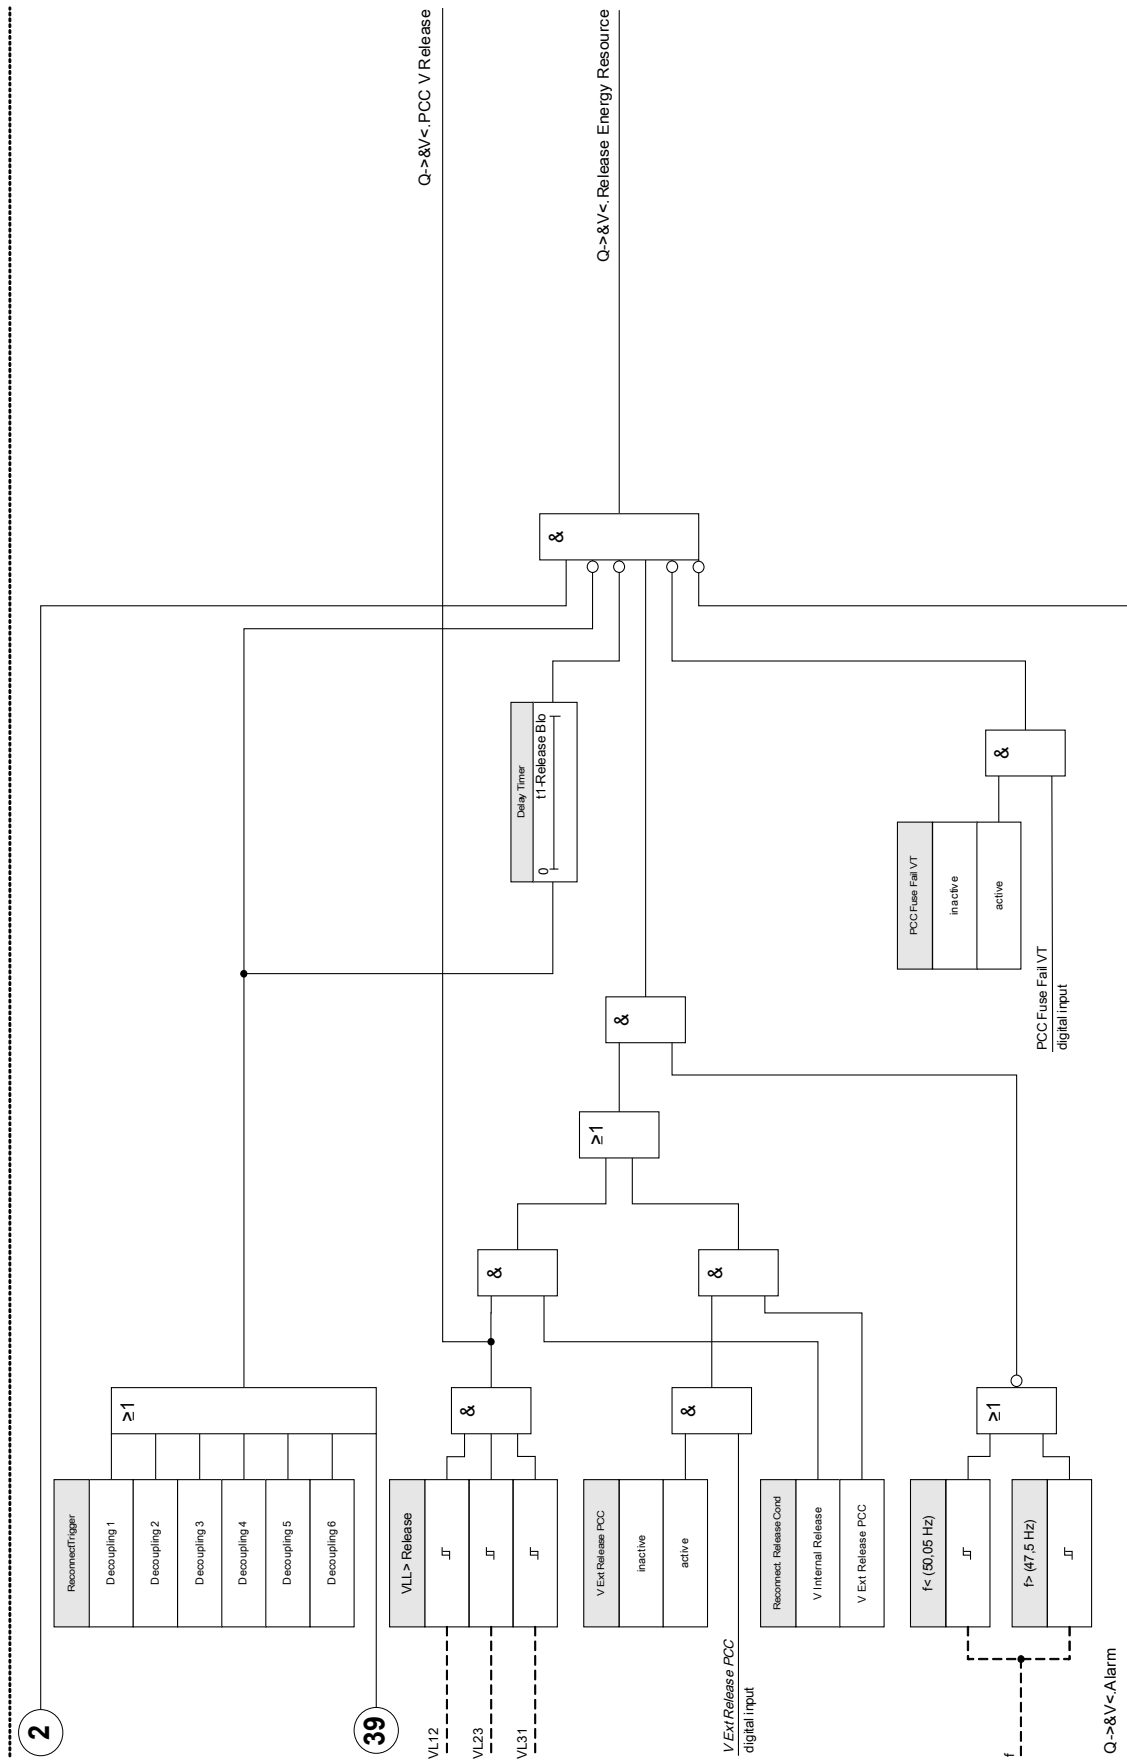 2
ReconnectTrigger
Decoupling 1
Decoupling 2
Decoupling 3
Decoupling 4
Decoupling 5
Decoupling 6
≥1
39
Q->&V<.PCC V Release
VL12
VL23
VL31
VLL> Release
&
&
Q->&V<.Release Energy Resource
&
Delay Timer
0
t1-Release Blo
V Ext Release PCC
inactive
active
V Ext Release PCC
digital input
&
&
≥1
&
Reconnect. Release Cond
V Internal Release
V Ext Release PCC
PCC Fuse Fail VT
inactive
active
PCC Fuse Fail VT
digital input
&
f
f< (50,05 Hz)
f> (47,5 Hz)
≥1
Q->&V<.Alarm